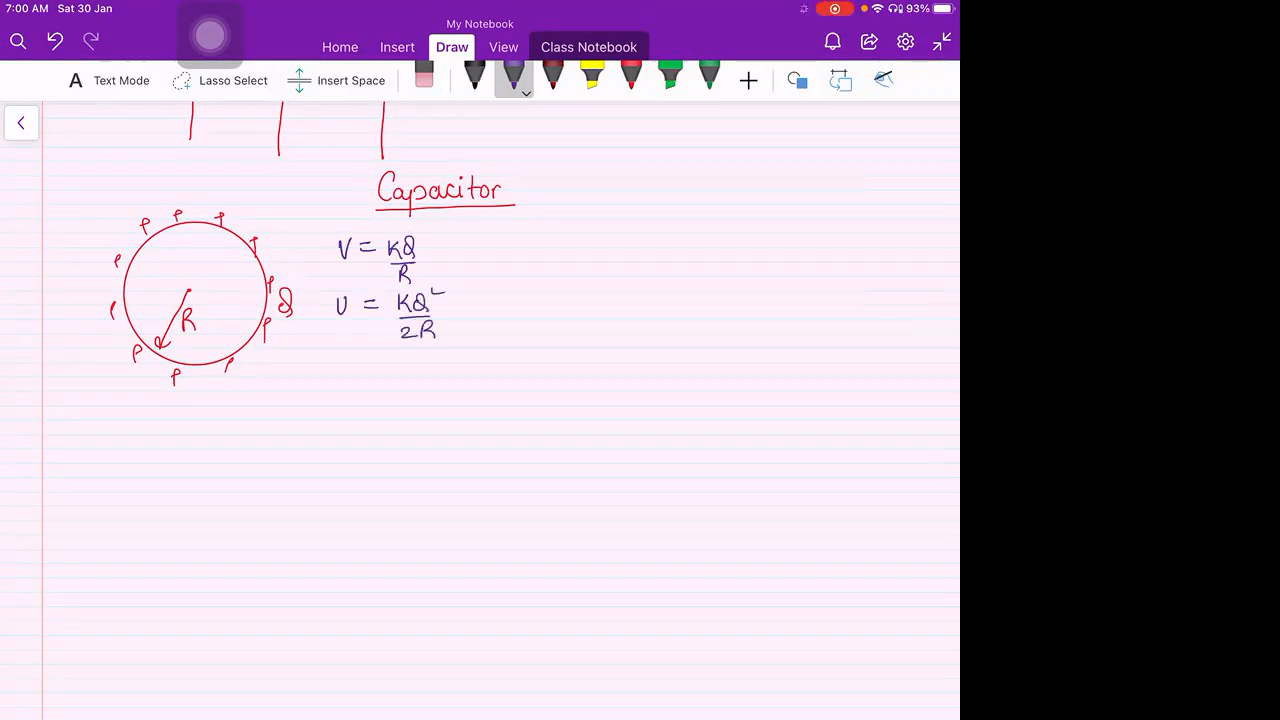 7:00 AM Sat 30 Jan
93%
My Notebook
Home Insert Draw View Class Notebook
A Text Mode Lasso Select Insert Space
Capacitor
V = KQ/R
U = KQ²/2R
R
Q